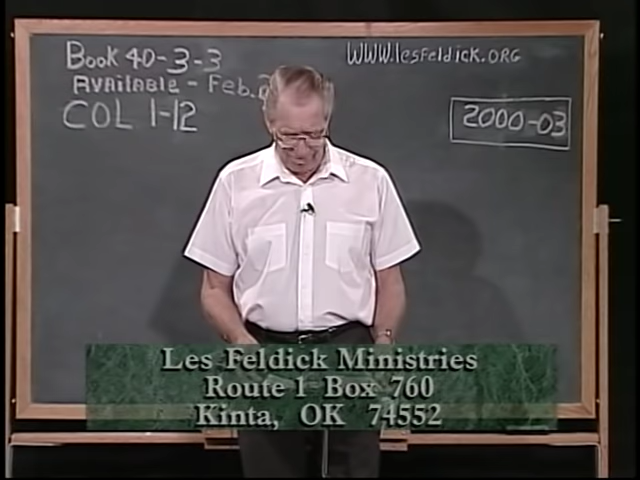 Book 40-3-3
www.lesfeldick.org
Available - Feb.
COL 1-12
2000-03
Les Feldick Ministries
Route 1 Box 760
Kinta, OK 74552